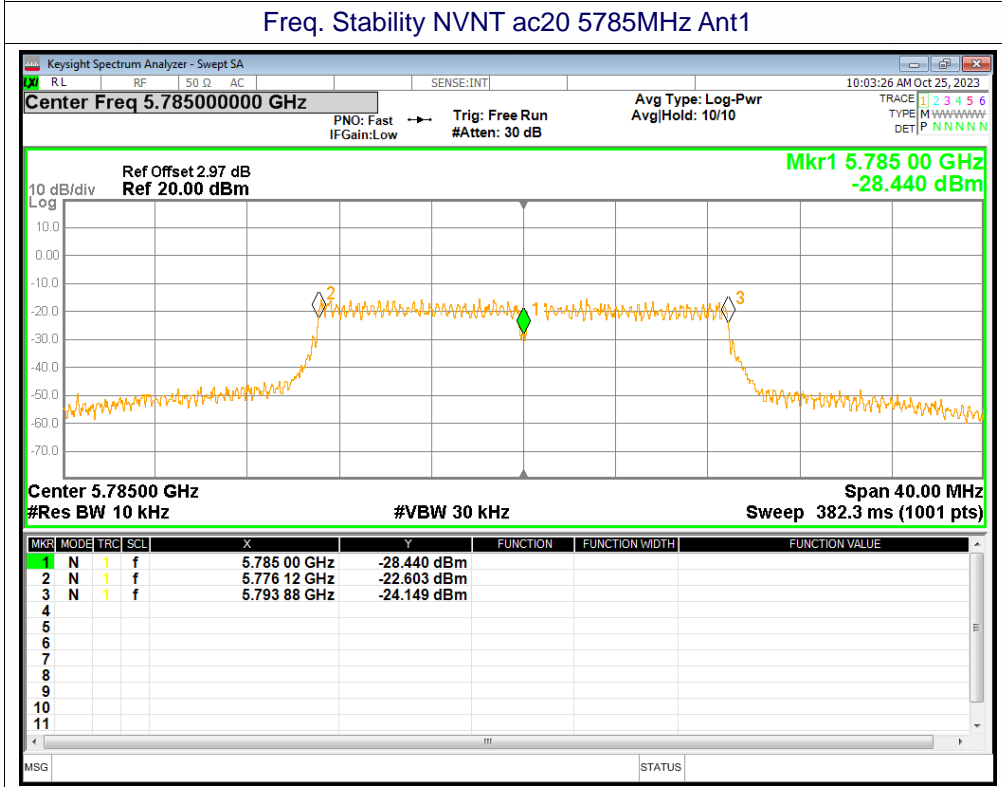 Freq. Stability NVNT ac20 5785MHz Ant1
Keysight Spectrum Analyzer - Swept SA
LXI RL RF 50 Ω AC SENSE:INT 10:03:26 AM Oct 25, 2023
Center Freq 5.785000000 GHz
PNO: Fast
IFGain:Low
Trig: Free Run
#Atten: 30 dB
Avg Type: Log-Pwr
Avg|Hold: 10/10
TRACE 1 2 3 4 5 6
TYPE M WWWWW
DET P N N N N N
Mkr1 5.785 00 GHz
-28.440 dBm
Ref Offset 2.97 dB
10 dB/div Ref 20.00 dBm
Log
10.0
0.00
-10.0
-20.0
-30.0
-40.0
-50.0
-60.0
-70.0
2
1
3
Center 5.78500 GHz Span 40.00 MHz
#Res BW 10 kHz #VBW 30 kHz Sweep 382.3 ms (1001 pts)
MKR MODE TRC SCL X Y FUNCTION FUNCTION WIDTH FUNCTION VALUE
1 N 1 f 5.785 00 GHz -28.440 dBm
2 N 1 f 5.776 12 GHz -22.603 dBm
3 N 1 f 5.793 88 GHz -24.149 dBm
4
5
6
7
8
9
10
11
MSG STATUS